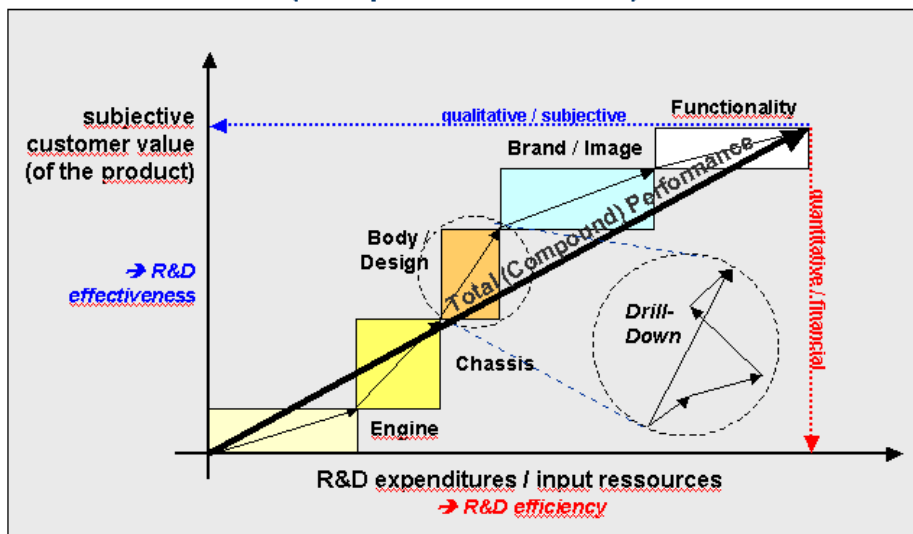 subjective
customer value
(of the product)
➔ R&D
effectiveness
qualitative / subjective
Functionality
Brand / Image
Total (Compound) Performance
Body /
Design
quantitative / financial
Drill-
Down
Chassis
Engine
R&D expenditures / input ressources
➔ R&D efficiency